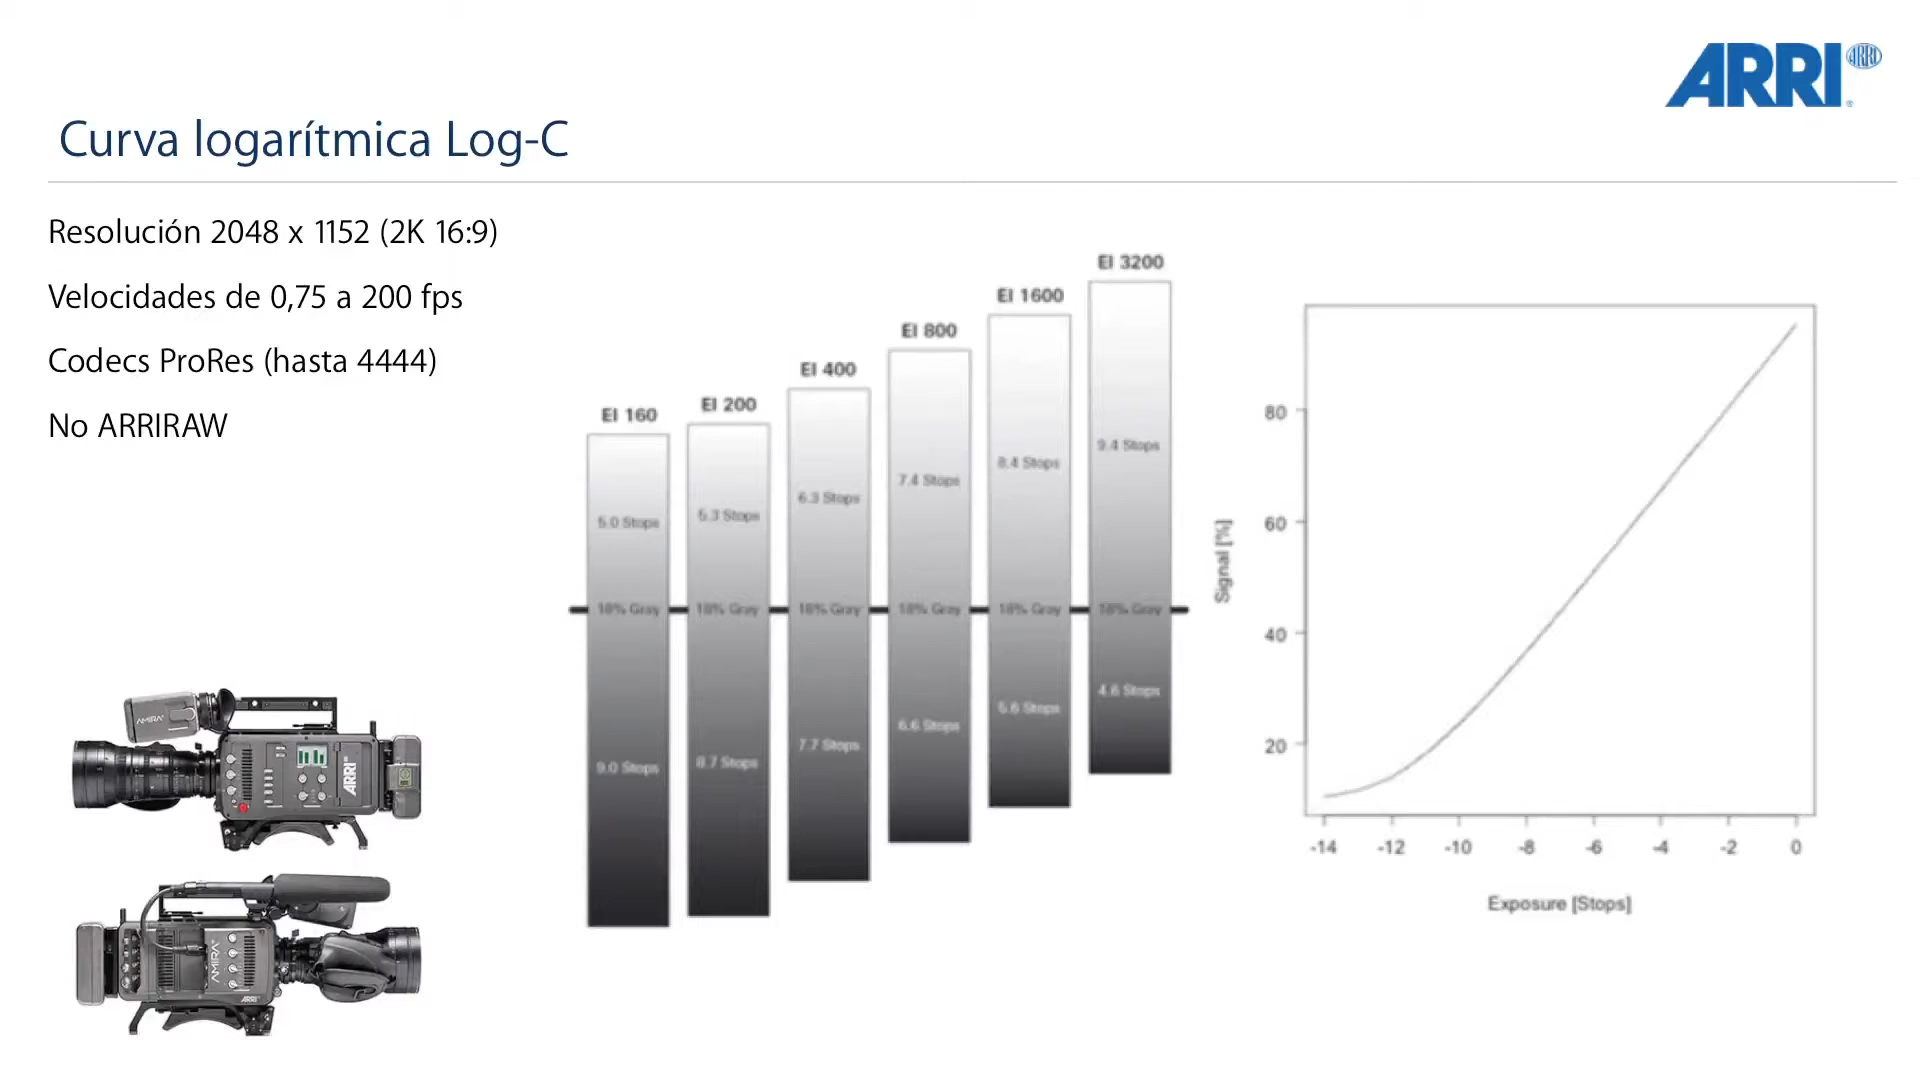 ARRI ARRI
Curva logarítmica Log-C
Resolución 2048 x 1152 (2K 16:9)
Velocidades de 0,75 a 200 fps
Codecs ProRes (hasta 4444)
No ARRIRAW
EI 160
EI 200
EI 400
EI 800
EI 1600
EI 3200
5.0 Stops
5.3 Stops
6.3 Stops
7.4 Stops
8.4 Stops
9.4 Stops
18% Gray
18% Gray
18% Gray
18% Gray
18% Gray
18% Gray
9.0 Stops
8.7 Stops
7.7 Stops
6.6 Stops
5.6 Stops
4.6 Stops
Signal [%]
80
60
40
20
-14 -12 -10 -8 -6 -4 -2 0
Exposure [Stops]
AMIRA
ARRI
AMIRA
ARRI